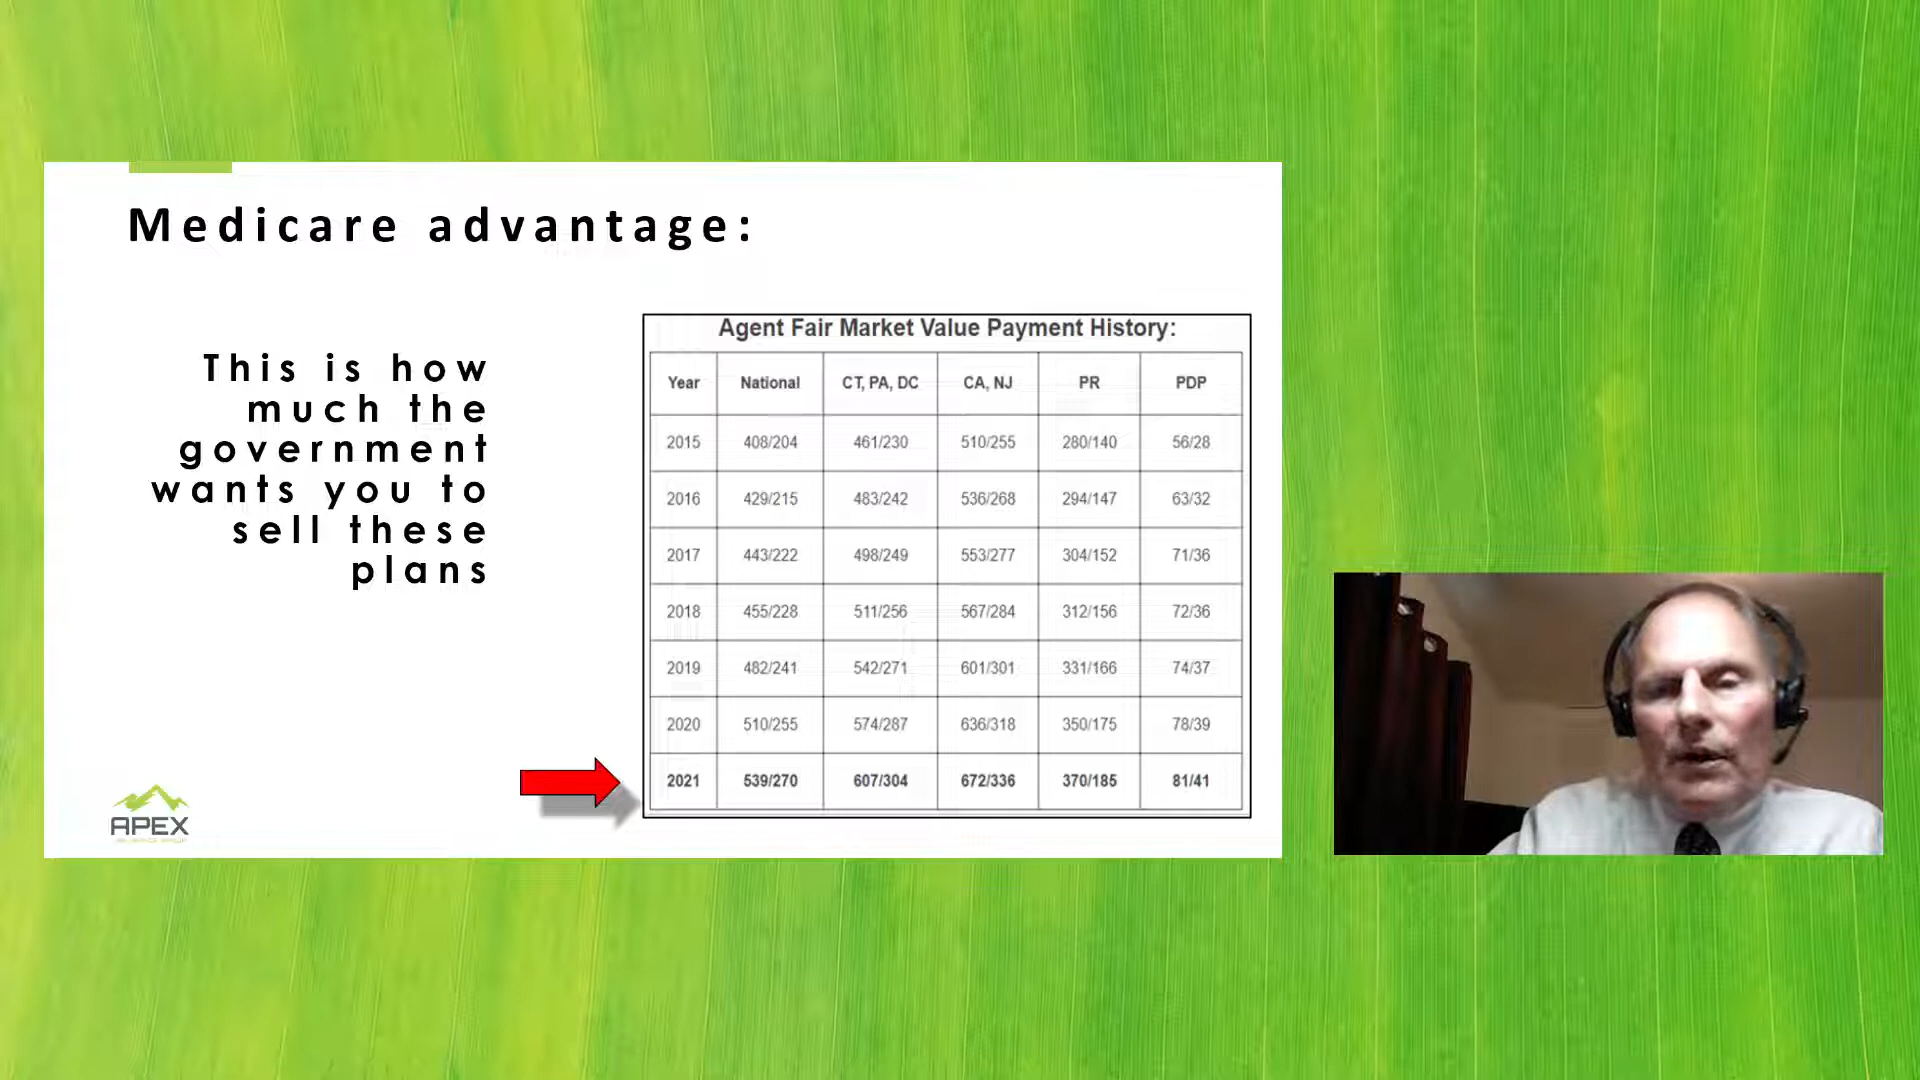 Medicare advantage:
This is how
much the
government
wants you to
sell these
plans
Agent Fair Market Value Payment History:
Year National CT, PA, DC CA, NJ PR PDP
2015 408/204 461/230 510/255 280/140 56/28
2016 429/215 483/242 536/268 294/147 63/32
2017 443/222 498/249 553/277 304/152 71/36
2018 455/228 511/256 567/284 312/156 72/36
2019 482/241 542/271 601/301 331/166 74/37
2020 510/255 574/287 636/318 350/175 78/39
2021 539/270 607/304 672/336 370/185 81/41
APEX